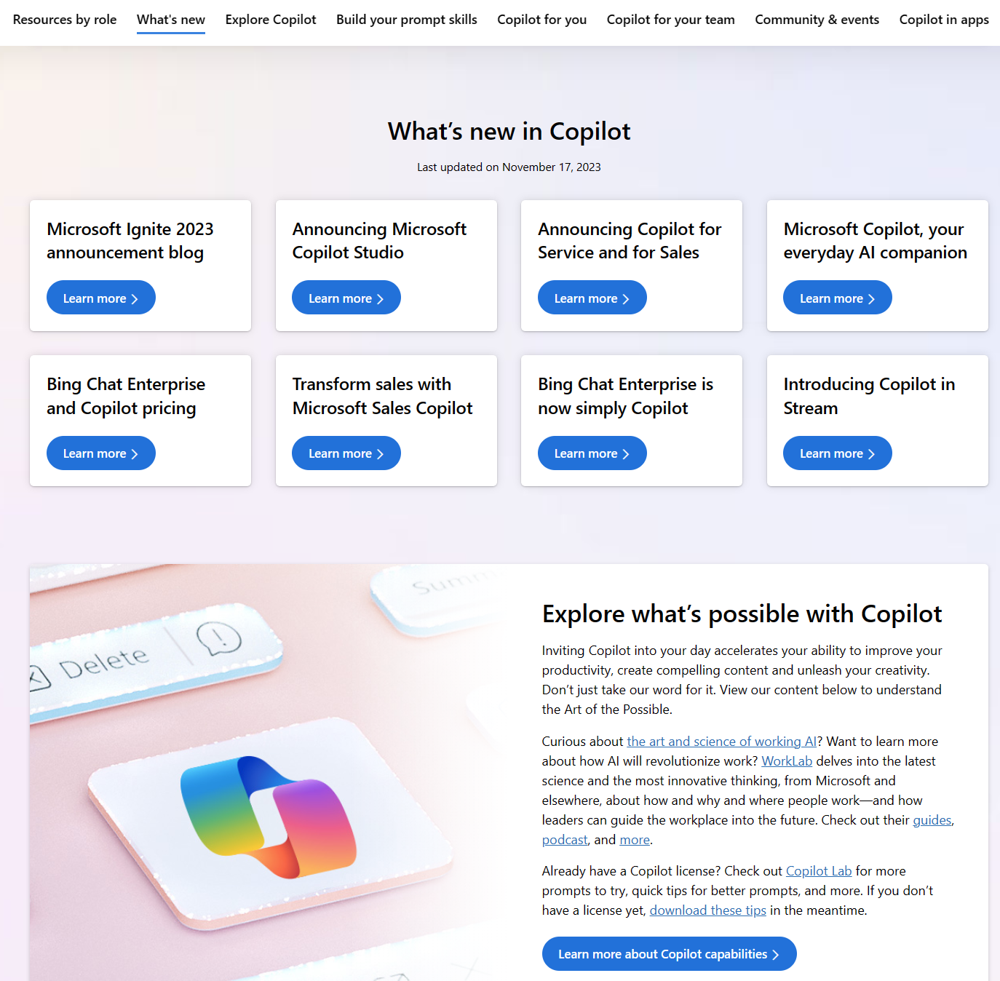 Resources by role What's new Explore Copilot Build your prompt skills Copilot for you Copilot for your team Community & events Copilot in apps
What’s new in Copilot
Last updated on November 17, 2023
Microsoft Ignite 2023
announcement blog
Learn more
Announcing Microsoft
Copilot Studio
Learn more
Announcing Copilot for
Service and for Sales
Learn more
Microsoft Copilot, your
everyday AI companion
Learn more
Bing Chat Enterprise
and Copilot pricing
Learn more
Transform sales with
Microsoft Sales Copilot
Learn more
Bing Chat Enterprise is
now simply Copilot
Learn more
Introducing Copilot in
Stream
Learn more
Delete
Explore what’s possible with Copilot
Inviting Copilot into your day accelerates your ability to improve your
productivity, create compelling content and unleash your creativity.
Don’t just take our word for it. View our content below to understand
the Art of the Possible.
Curious about the art and science of working AI? Want to learn more
about how AI will revolutionize work? WorkLab delves into the latest
science and the most innovative thinking, from Microsoft and
elsewhere, about how and why and where people work—and how
leaders can guide the workplace into the future. Check out their guides,
podcast, and more.
Already have a Copilot license? Check out Copilot Lab for more
prompts to try, quick tips for better prompts, and more. If you don’t
have a license yet, download these tips in the meantime.
Learn more about Copilot capabilities